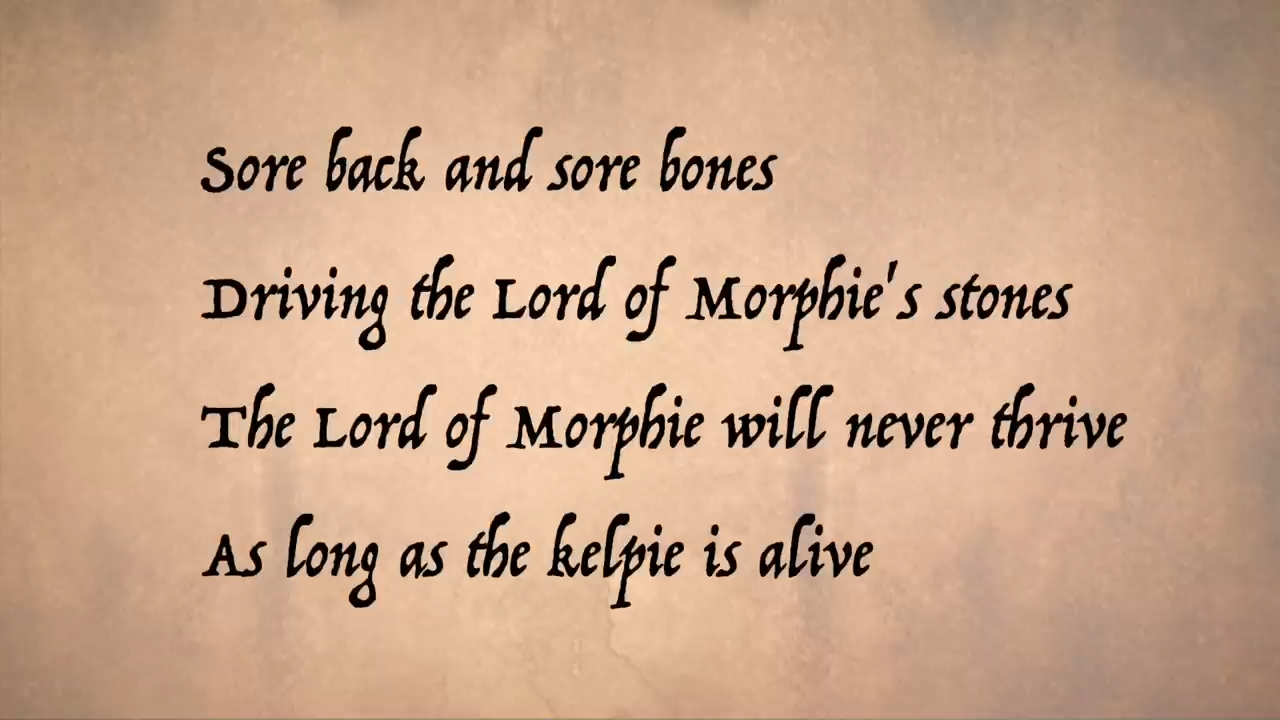 Sore back and sore bones
Driving the Lord of Morphie's stones
The Lord of Morphie will never thrive
As long as the kelpie is alive